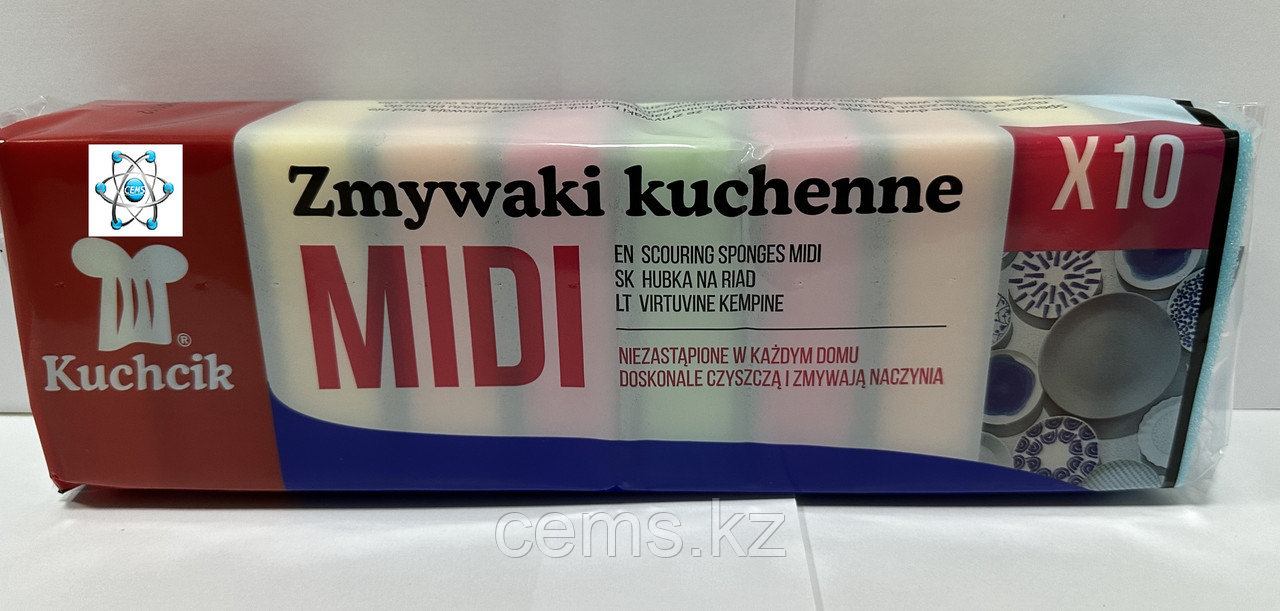 CEMS
Kuchcik®
Zmywaki kuchenne
MIDI
EN SCOURING SPONGES MIDI
SK HUBKA NA RIAD
LT VIRTUVINE KEMPINE
NIEZASTĄPIONE W KAŻDYM DOMU
DOSKONALE CZYSZCZĄ I ZMYWAJĄ NACZYNIA
X10
cems.kz